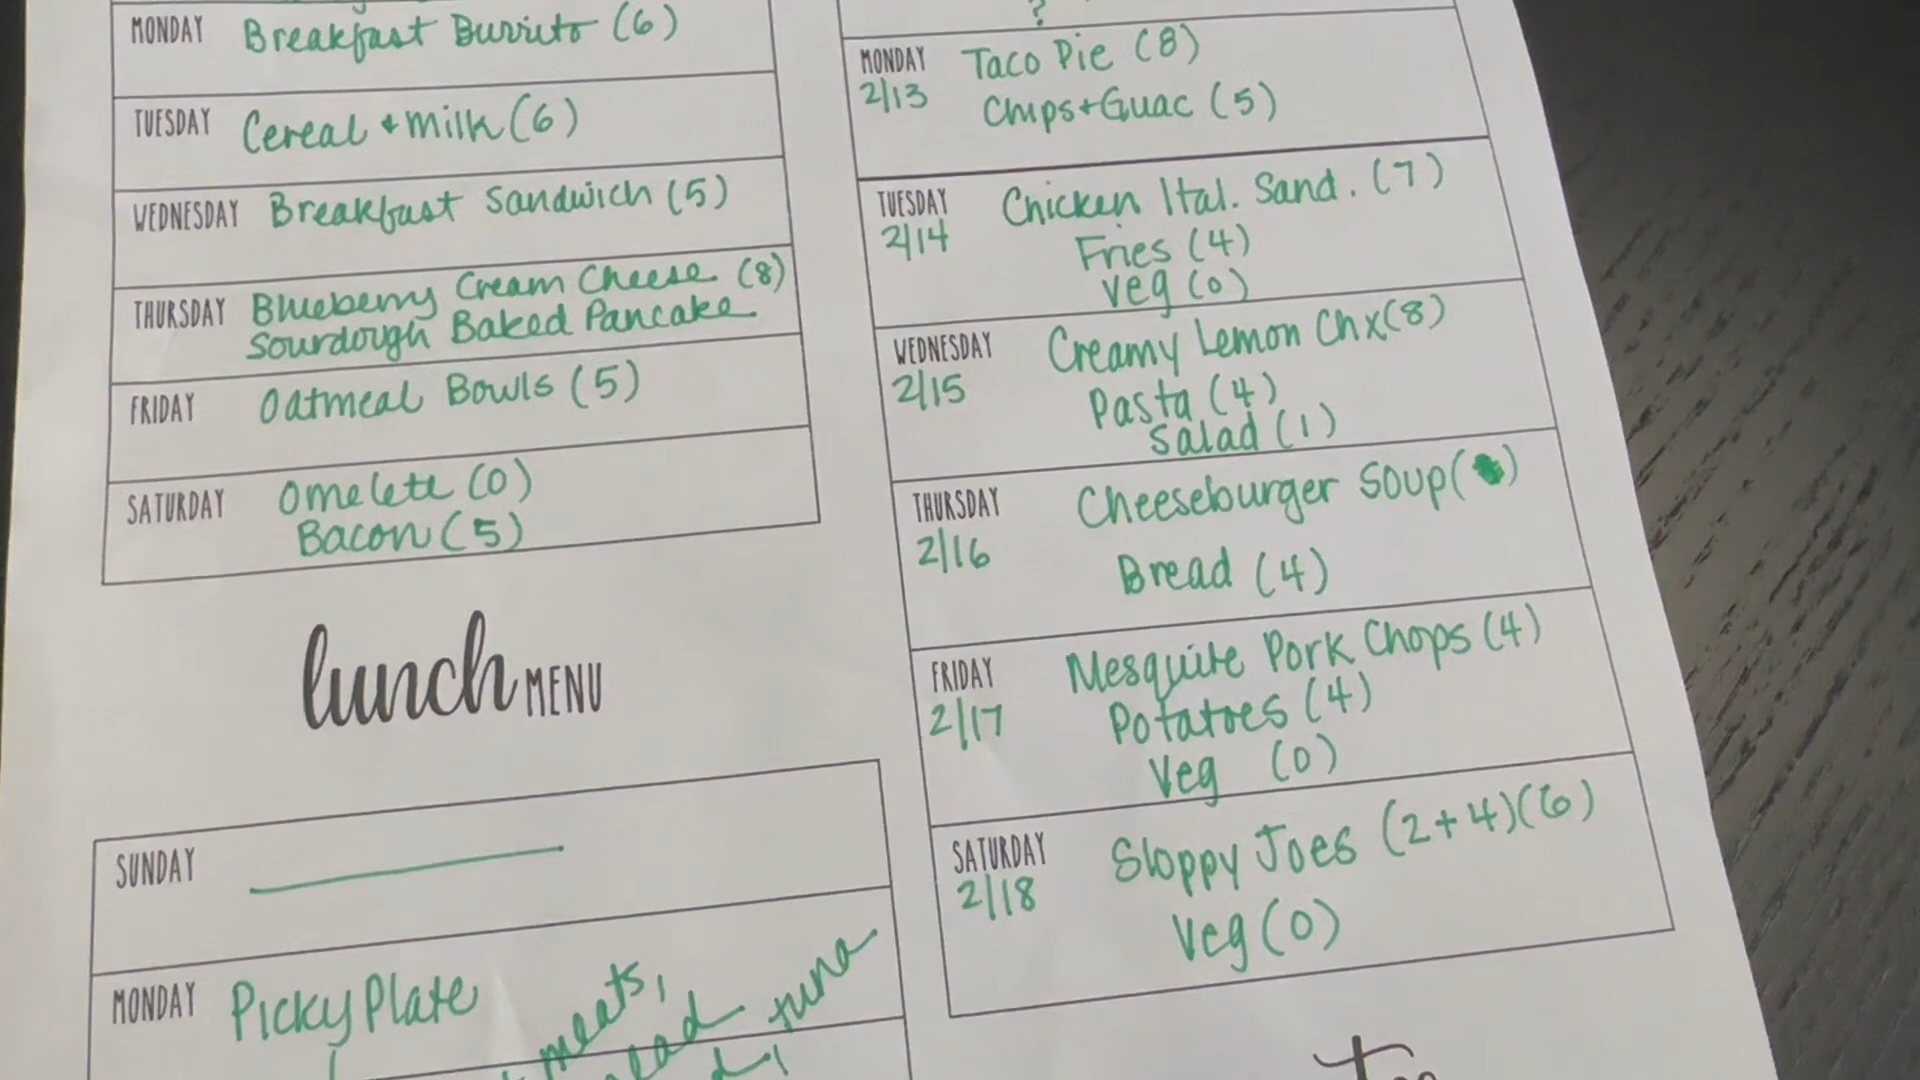 MONDAY Breakfast Burrito (6)
TUESDAY Cereal + milk (6)
WEDNESDAY Breakfast Sandwich (5)
THURSDAY Blueberry Cream Cheese (8)
Sourdough Baked Pancake
FRIDAY Oatmeal Bowls (5)
SATURDAY Omelete (0)
Bacon (5)
lunch MENU
SUNDAY
MONDAY Picky Plate
meats,
tuna
?
MONDAY Taco Pie (8)
2/13 Chips + Guac (5)
TUESDAY Chicken Ital. Sand. (7)
2/14 Fries (4)
Veg (0)
WEDNESDAY Creamy Lemon Chx (8)
2/15 Pasta (4)
Salad (1)
THURSDAY Cheeseburger Soup ( )
2/16 Bread (4)
FRIDAY Mesquite Pork Chops (4)
2/17 Potatoes (4)
Veg (0)
SATURDAY Sloppy Joes (2+4)(6)
2/18 Veg (0)